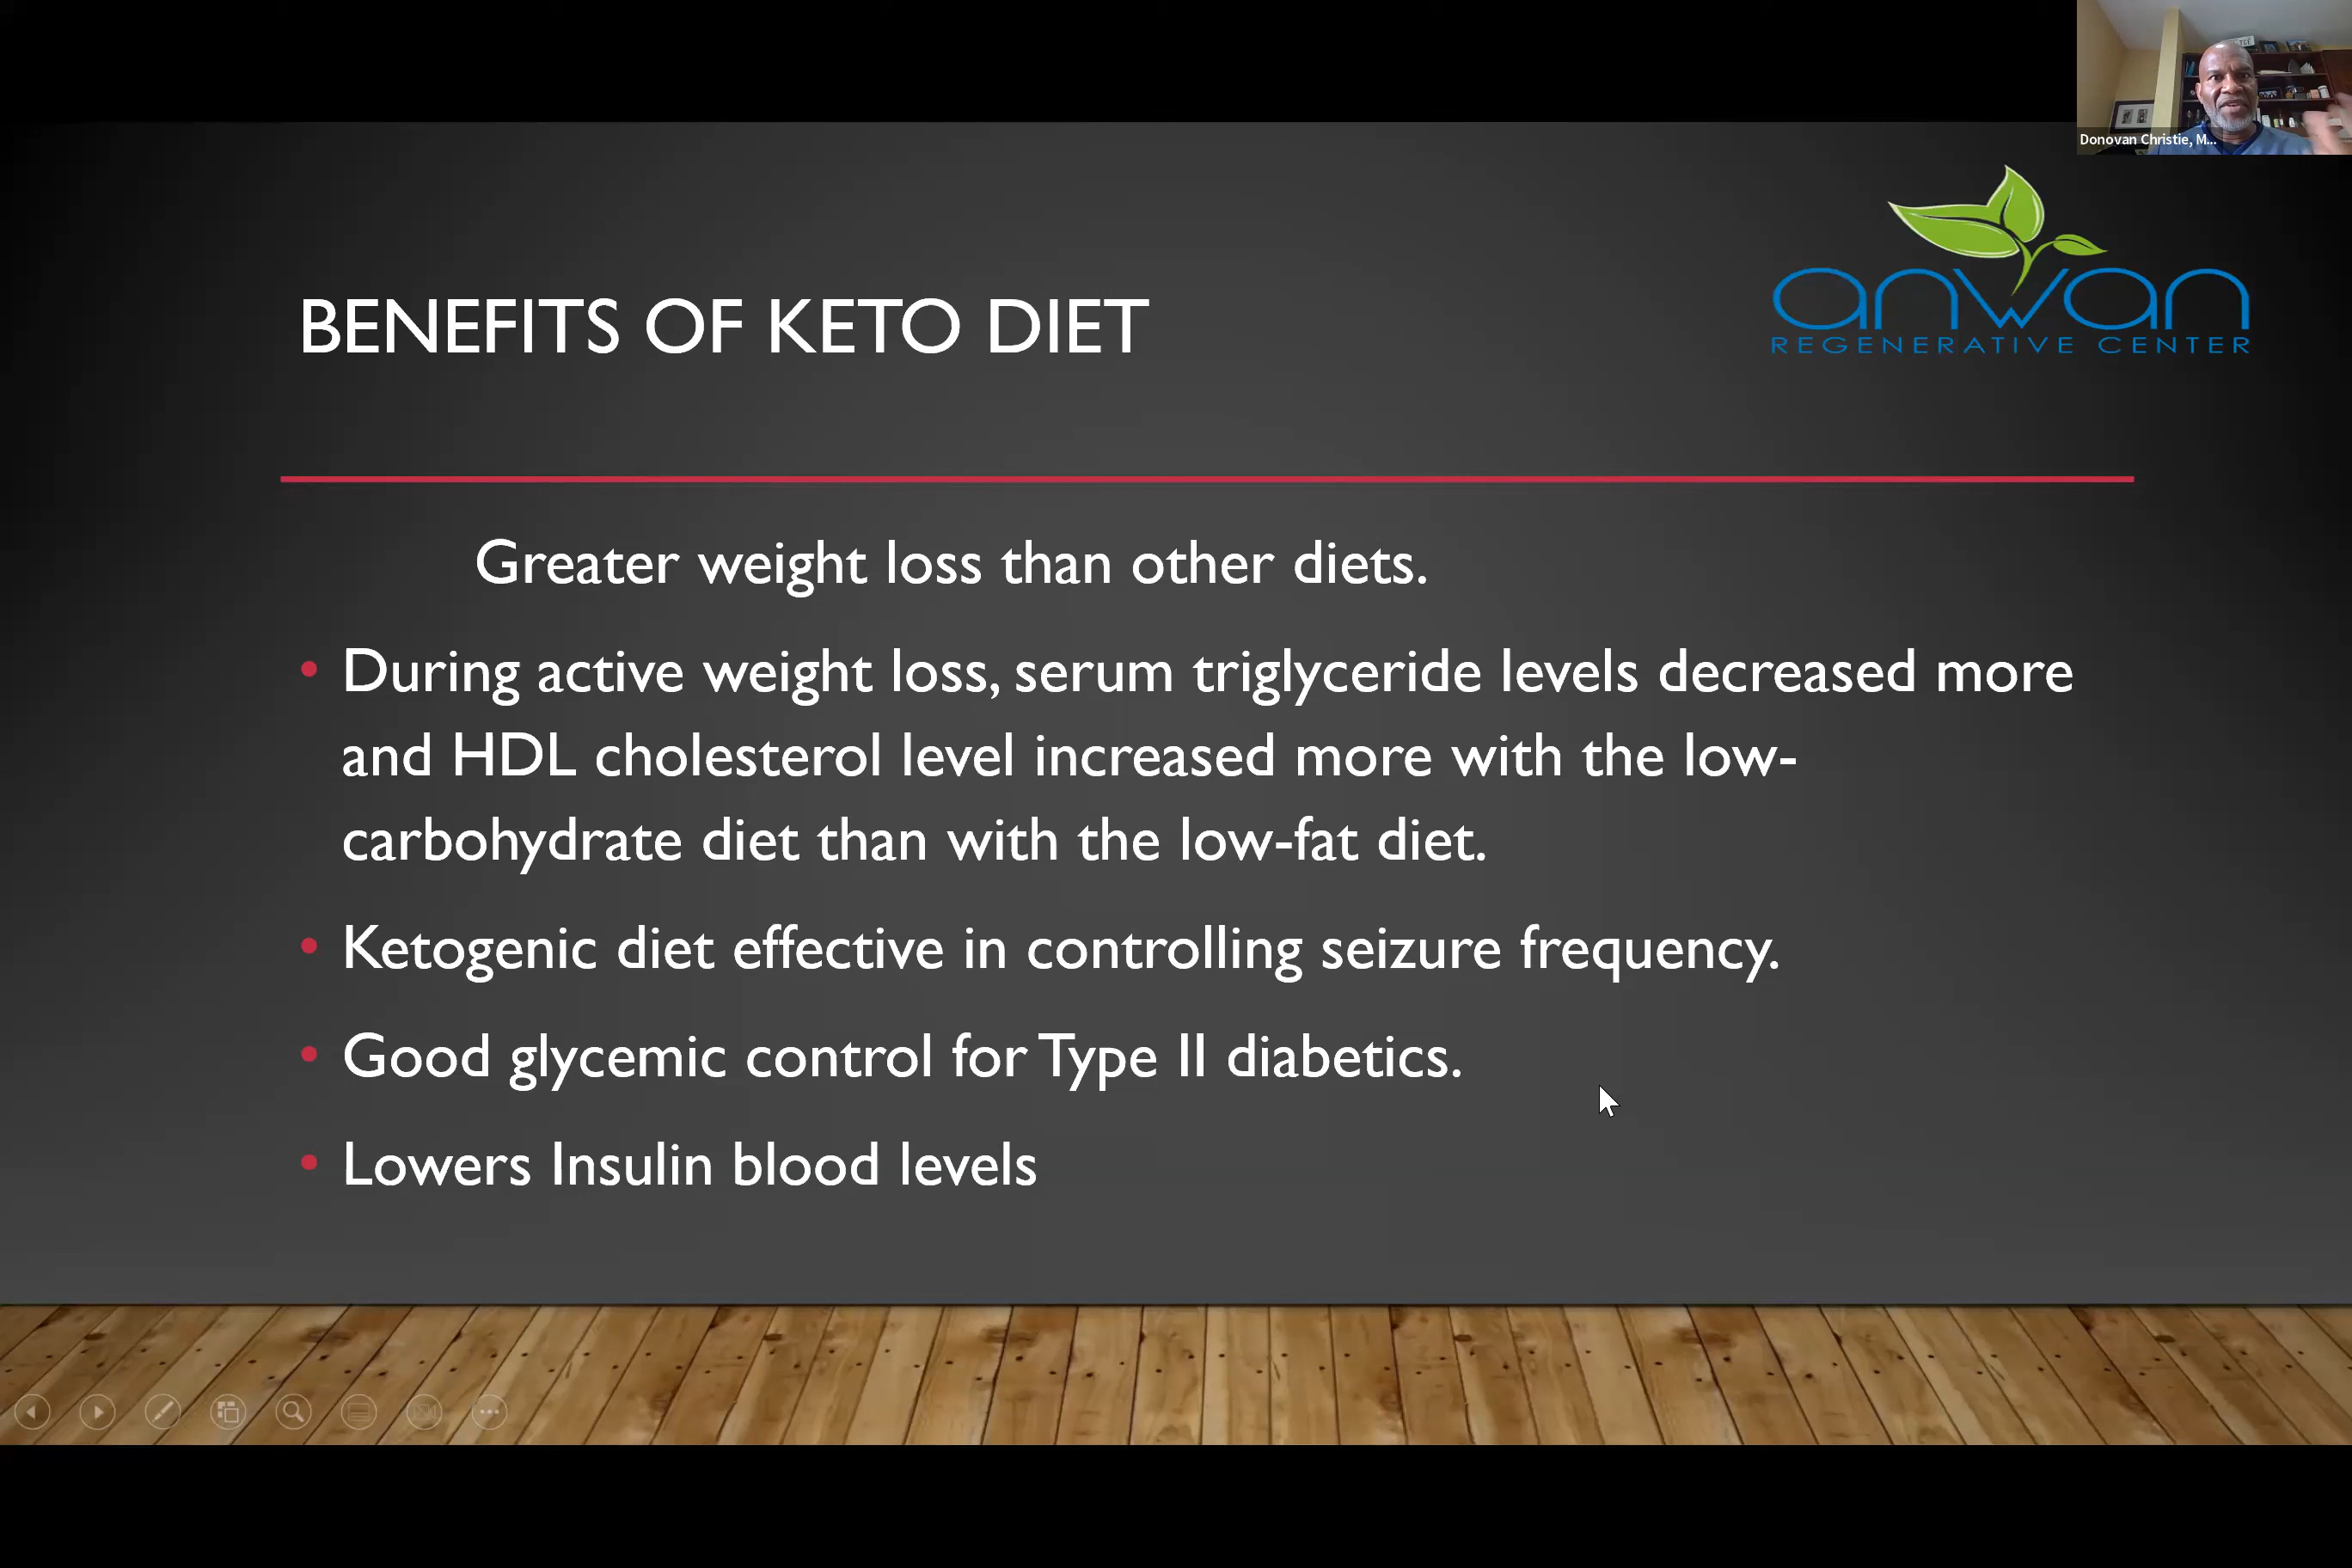 Donovan Christie, M...
anwan
REGENERATIVE CENTER
BENEFITS OF KETO DIET
Greater weight loss than other diets.
• During active weight loss, serum triglyceride levels decreased more
and HDL cholesterol level increased more with the low-
carbohydrate diet than with the low-fat diet.
• Ketogenic diet effective in controlling seizure frequency.
• Good glycemic control for Type II diabetics.
• Lowers Insulin blood levels